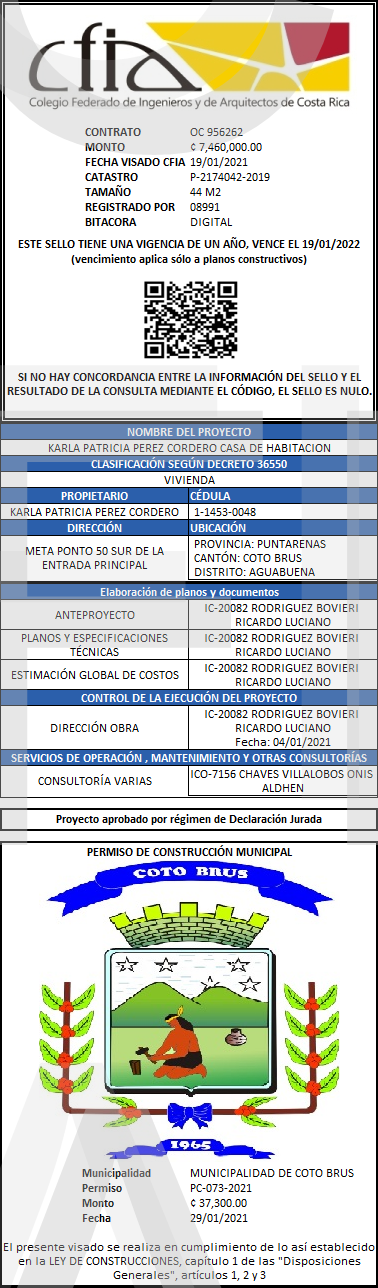 cfia
Colegio Federado de Ingenieros y de Arquitectos de Costa Rica
CONTRATO OC 956262
MONTO ₡ 7,460,000.00
FECHA VISADO CFIA 19/01/2021
CATASTRO P-2174042-2019
TAMAÑO 44 M2
REGISTRADO POR 08991
BITACORA DIGITAL
ESTE SELLO TIENE UNA VIGENCIA DE UN AÑO, VENCE EL 19/01/2022
(vencimiento aplica sólo a planos constructivos)
SI NO HAY CONCORDANCIA ENTRE LA INFORMACIÓN DEL SELLO Y EL
RESULTADO DE LA CONSULTA MEDIANTE EL CÓDIGO, EL SELLO ES NULO.
NOMBRE DEL PROYECTO
KARLA PATRICIA PEREZ CORDERO CASA DE HABITACION
CLASIFICACIÓN SEGÚN DECRETO 36550
VIVIENDA
PROPIETARIO CÉDULA
KARLA PATRICIA PEREZ CORDERO 1-1453-0048
DIRECCIÓN UBICACIÓN
META PONTO 50 SUR DE LA
ENTRADA PRINCIPAL
PROVINCIA: PUNTARENAS
CANTÓN: COTO BRUS
DISTRITO: AGUABUENA
Elaboración de planos y documentos
ANTEPROYECTO
IC-20082 RODRIGUEZ BOVIERI
RICARDO LUCIANO
PLANOS Y ESPECIFICACIONES
TÉCNICAS
IC-20082 RODRIGUEZ BOVIERI
RICARDO LUCIANO
ESTIMACIÓN GLOBAL DE COSTOS
IC-20082 RODRIGUEZ BOVIERI
RICARDO LUCIANO
CONTROL DE LA EJECUCIÓN DEL PROYECTO
DIRECCIÓN OBRA
IC-20082 RODRIGUEZ BOVIERI
RICARDO LUCIANO
Fecha: 04/01/2021
SERVICIOS DE OPERACIÓN , MANTENIMIENTO Y OTRAS CONSULTORÍAS
CONSULTORÍA VARIAS
ICO-7156 CHAVES VILLALOBOS ONIS
ALDHEN
Proyecto aprobado por régimen de Declaración Jurada
PERMISO DE CONSTRUCCIÓN MUNICIPAL
COTO BRUS
1965
Municipalidad MUNICIPALIDAD DE COTO BRUS
Permiso PC-073-2021
Monto ₡ 37,300.00
Fecha 29/01/2021
El presente visado se realiza en cumplimiento de lo así establecido
en la LEY DE CONSTRUCCIONES, capítulo 1 de las "Disposiciones
Generales", artículos 1, 2 y 3